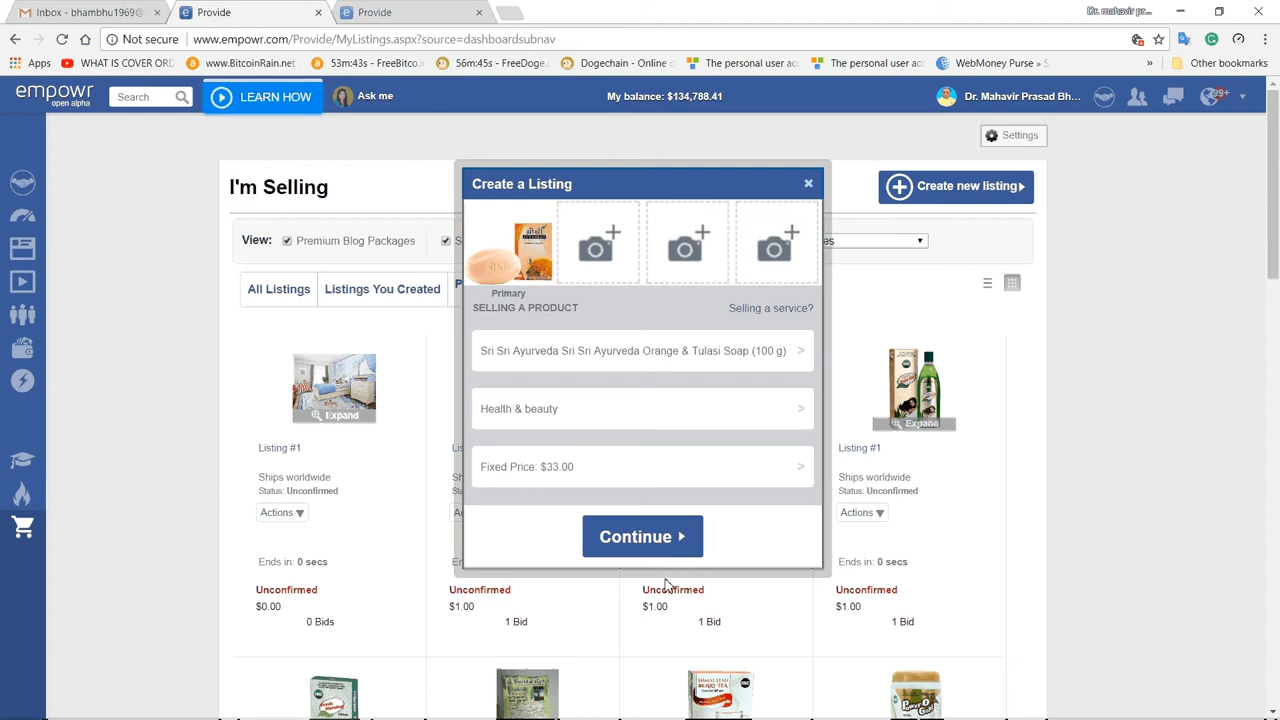 Inbox - bhambhu1969@
Provide
Provide
Dr. mahavir pr...
Not secure
www.empowr.com/Provide/MyListings.aspx?source=dashboardsubnav
Apps
WHAT IS COVER ORD
www.BitcoinRain.net
53m:43s - FreeBitco.i
56m:45s - FreeDoge.
Dogechain - Online d
The personal user acc
The personal user acc
WebMoney Purse » S
»
Other bookmarks
empowr
open alpha
Search
LEARN HOW
Ask me
My balance: $134,788.41
Dr. Mahavir Prasad Bh...
99+
Settings
I'm Selling
Create new listing
View:
Premium Blog Packages
S
es
All Listings
Listings You Created
P
Create a Listing
×
Primary
SELLING A PRODUCT
Selling a service?
Sri Sri Ayurveda Sri Sri Ayurveda Orange & Tulasi Soap (100 g) >
Health & beauty >
Fixed Price: $33.00 >
Continue
Expand
Expand
Listing #1
Lis
Listing #1
Ships worldwide
Ships worldwide
Status: Unconfirmed
Status: Unconfirmed
Actions
Actions
Ends in: 0 secs
Ends in: 0 secs
Unconfirmed
Unconfirmed
Unconfirmed
Unconfirmed
$0.00
$1.00
$1.00
$1.00
0 Bids
1 Bid
1 Bid
1 Bid